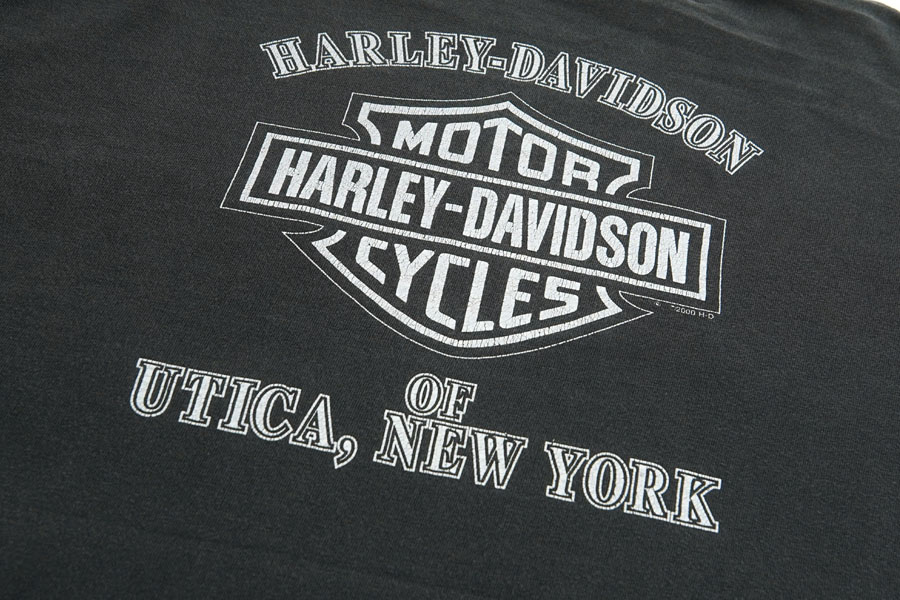 HARLEY-DAVIDSON
MOTOR
HARLEY-DAVIDSON
CYCLES
©2000 H-D
OF
UTICA, NEW YORK